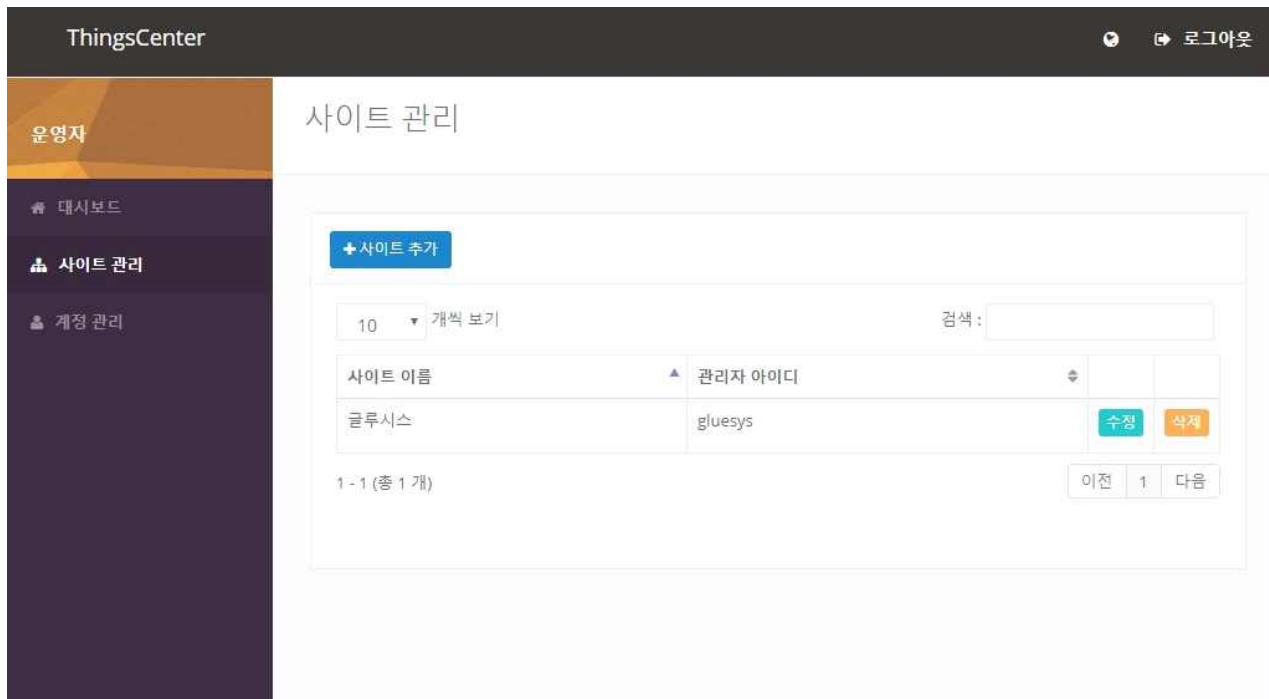 ThingsCenter
로그아웃
운영자
사이트 관리
대시보드
사이트 관리
계정 관리
사이트 추가
10 개씩 보기 검색 :
사이트 이름 관리자 아이디
글루시스 gluesys 수정 삭제
1 - 1 (총 1 개) 이전 1 다음